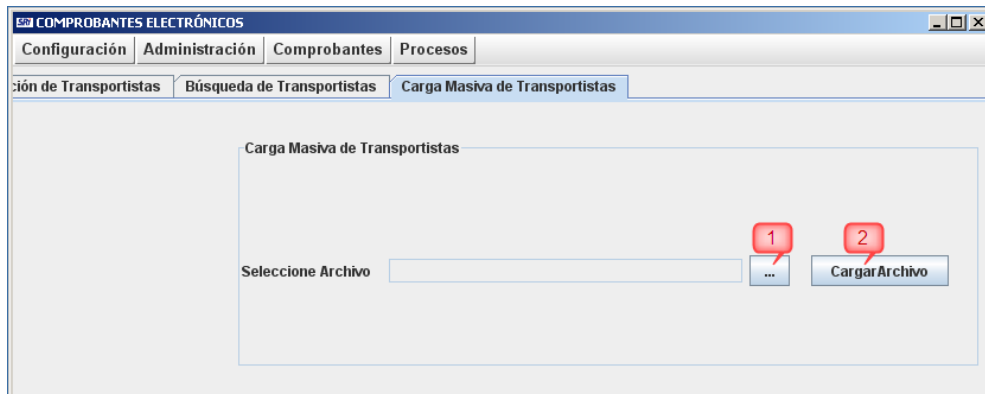 SRI COMPROBANTES ELECTRÓNICOS
Configuración Administración Comprobantes Procesos
ción de Transportistas Búsqueda de Transportistas Carga Masiva de Transportistas
Carga Masiva de Transportistas
1 2
Seleccione Archivo ... CargarArchivo